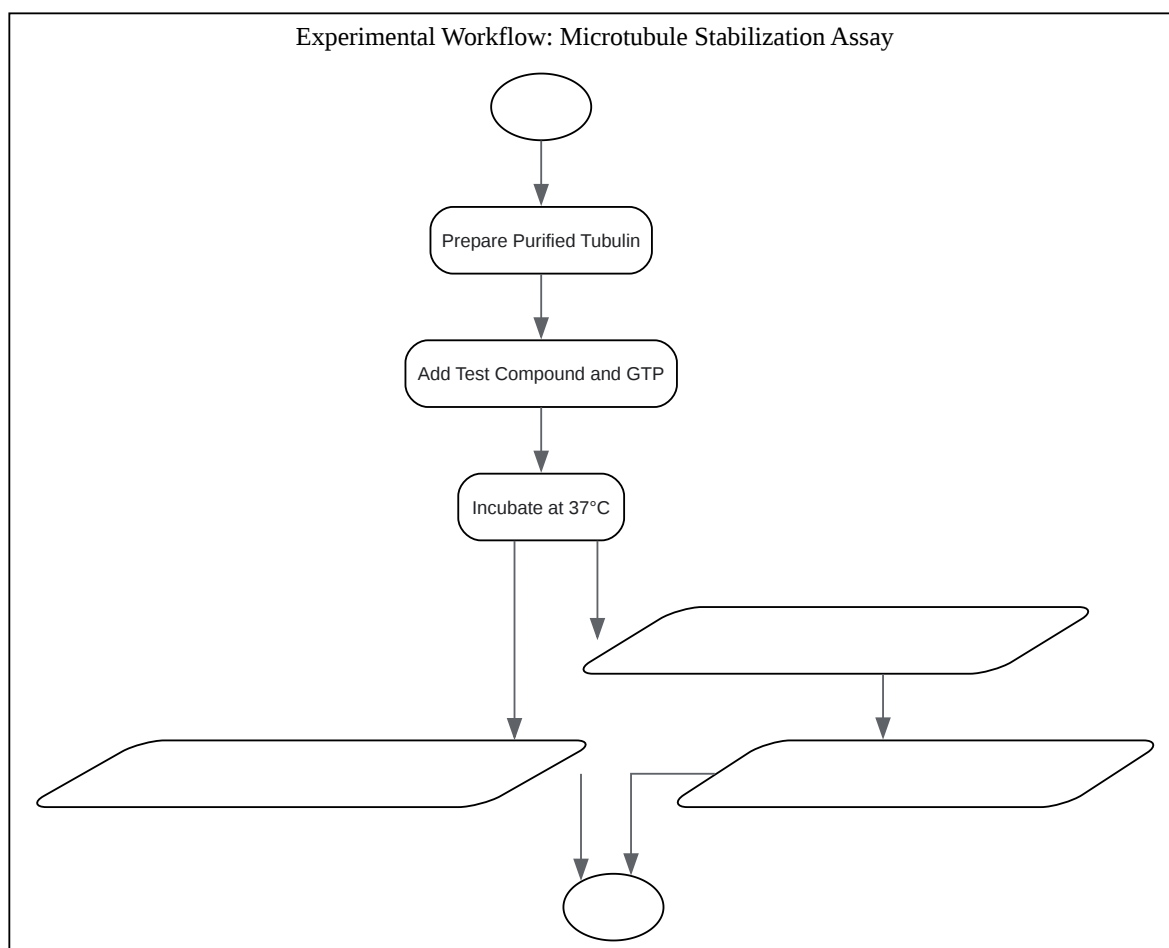 Experimental Workflow: Microtubule Stabilization Assay
Prepare Purified Tubulin
Add Test Compound and GTP
Incubate at 37°C